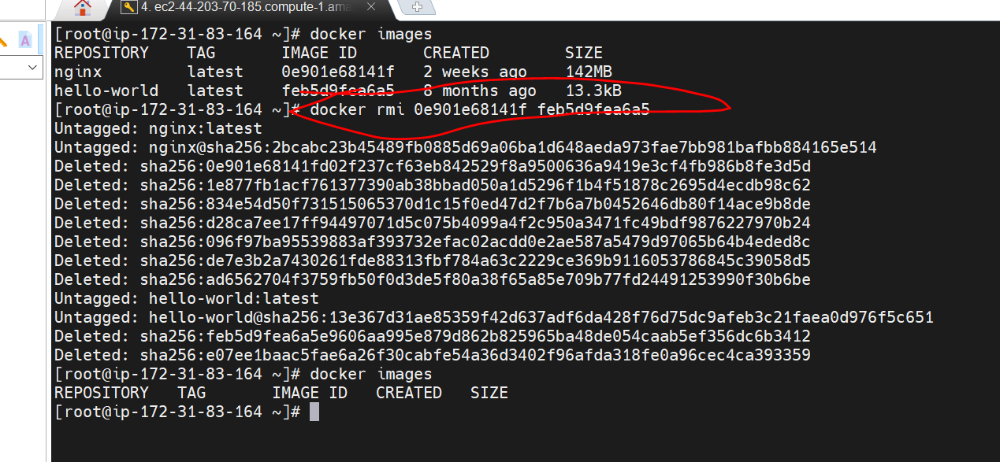 4. ec2-44-203-70-185.compute-1.ama
A
[root@ip-172-31-83-164 ~]# docker images
REPOSITORY TAG IMAGE ID CREATED SIZE
nginx latest 0e901e68141f 2 weeks ago 142MB
hello-world latest feb5d9fea6a5 8 months ago 13.3kB
[root@ip-172-31-83-164 ~]# docker rmi 0e901e68141f feb5d9fea6a5
Untagged: nginx:latest
Untagged: nginx@sha256:2bcabc23b45489fb0885d69a06ba1d648aeda973fae7bb981bafbb884165e514
Deleted: sha256:0e901e68141fd02f237cf63eb842529f8a9500636a9419e3cf4fb986b8fe3d5d
Deleted: sha256:1e877fb1acf761377390ab38bbad050a1d5296f1b4f51878c2695d4ecdb98c62
Deleted: sha256:834e54d50f731515065370d1c15f0ed47d2f7b6a7b0452646db80f14ace9b8de
Deleted: sha256:d28ca7ee17ff94497071d5c075b4099a4f2c950a3471fc49bdf9876227970b24
Deleted: sha256:096f97ba95539883af393732efac02acdd0e2ae587a5479d97065b64b4eded8c
Deleted: sha256:de7e3b2a7430261fde88313fbf784a63c2229ce369b9116053786845c39058d5
Deleted: sha256:ad6562704f3759fb50f0d3de5f80a38f65a85e709b77fd24491253990f30b6be
Untagged: hello-world:latest
Untagged: hello-world@sha256:13e367d31ae85359f42d637adf6da428f76d75dc9afeb3c21faea0d976f5c651
Deleted: sha256:feb5d9fea6a5e9606aa995e879d862b825965ba48de054caab5ef356dc6b3412
Deleted: sha256:e07ee1baac5fae6a26f30cabfe54a36d3402f96afda318fe0a96cec4ca393359
[root@ip-172-31-83-164 ~]# docker images
REPOSITORY TAG IMAGE ID CREATED SIZE
[root@ip-172-31-83-164 ~]#